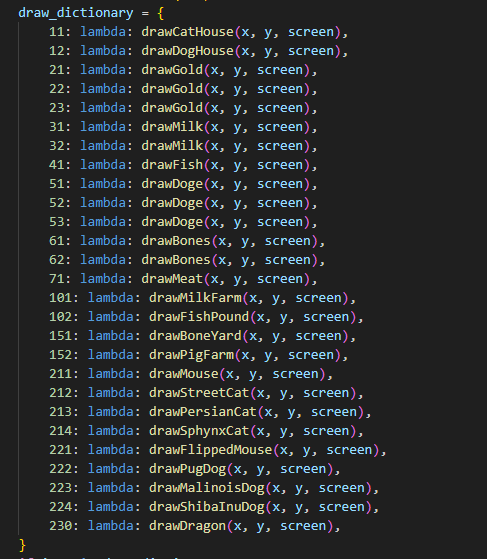 draw_dictionary = {
11: lambda: drawCatHouse(x, y, screen),
12: lambda: drawDogHouse(x, y, screen),
21: lambda: drawGold(x, y, screen),
22: lambda: drawGold(x, y, screen),
23: lambda: drawGold(x, y, screen),
31: lambda: drawMilk(x, y, screen),
32: lambda: drawMilk(x, y, screen),
41: lambda: drawFish(x, y, screen),
51: lambda: drawDoge(x, y, screen),
52: lambda: drawDoge(x, y, screen),
53: lambda: drawDoge(x, y, screen),
61: lambda: drawBones(x, y, screen),
62: lambda: drawBones(x, y, screen),
71: lambda: drawMeat(x, y, screen),
101: lambda: drawMilkFarm(x, y, screen),
102: lambda: drawFishPound(x, y, screen),
151: lambda: drawBoneYard(x, y, screen),
152: lambda: drawPigFarm(x, y, screen),
211: lambda: drawMouse(x, y, screen),
212: lambda: drawStreetCat(x, y, screen),
213: lambda: drawPersianCat(x, y, screen),
214: lambda: drawSphynxCat(x, y, screen),
221: lambda: drawFlippedMouse(x, y, screen),
222: lambda: drawPugDog(x, y, screen),
223: lambda: drawMalinoisDog(x, y, screen),
224: lambda: drawShibaInuDog(x, y, screen),
230: lambda: drawDragon(x, y, screen),
}